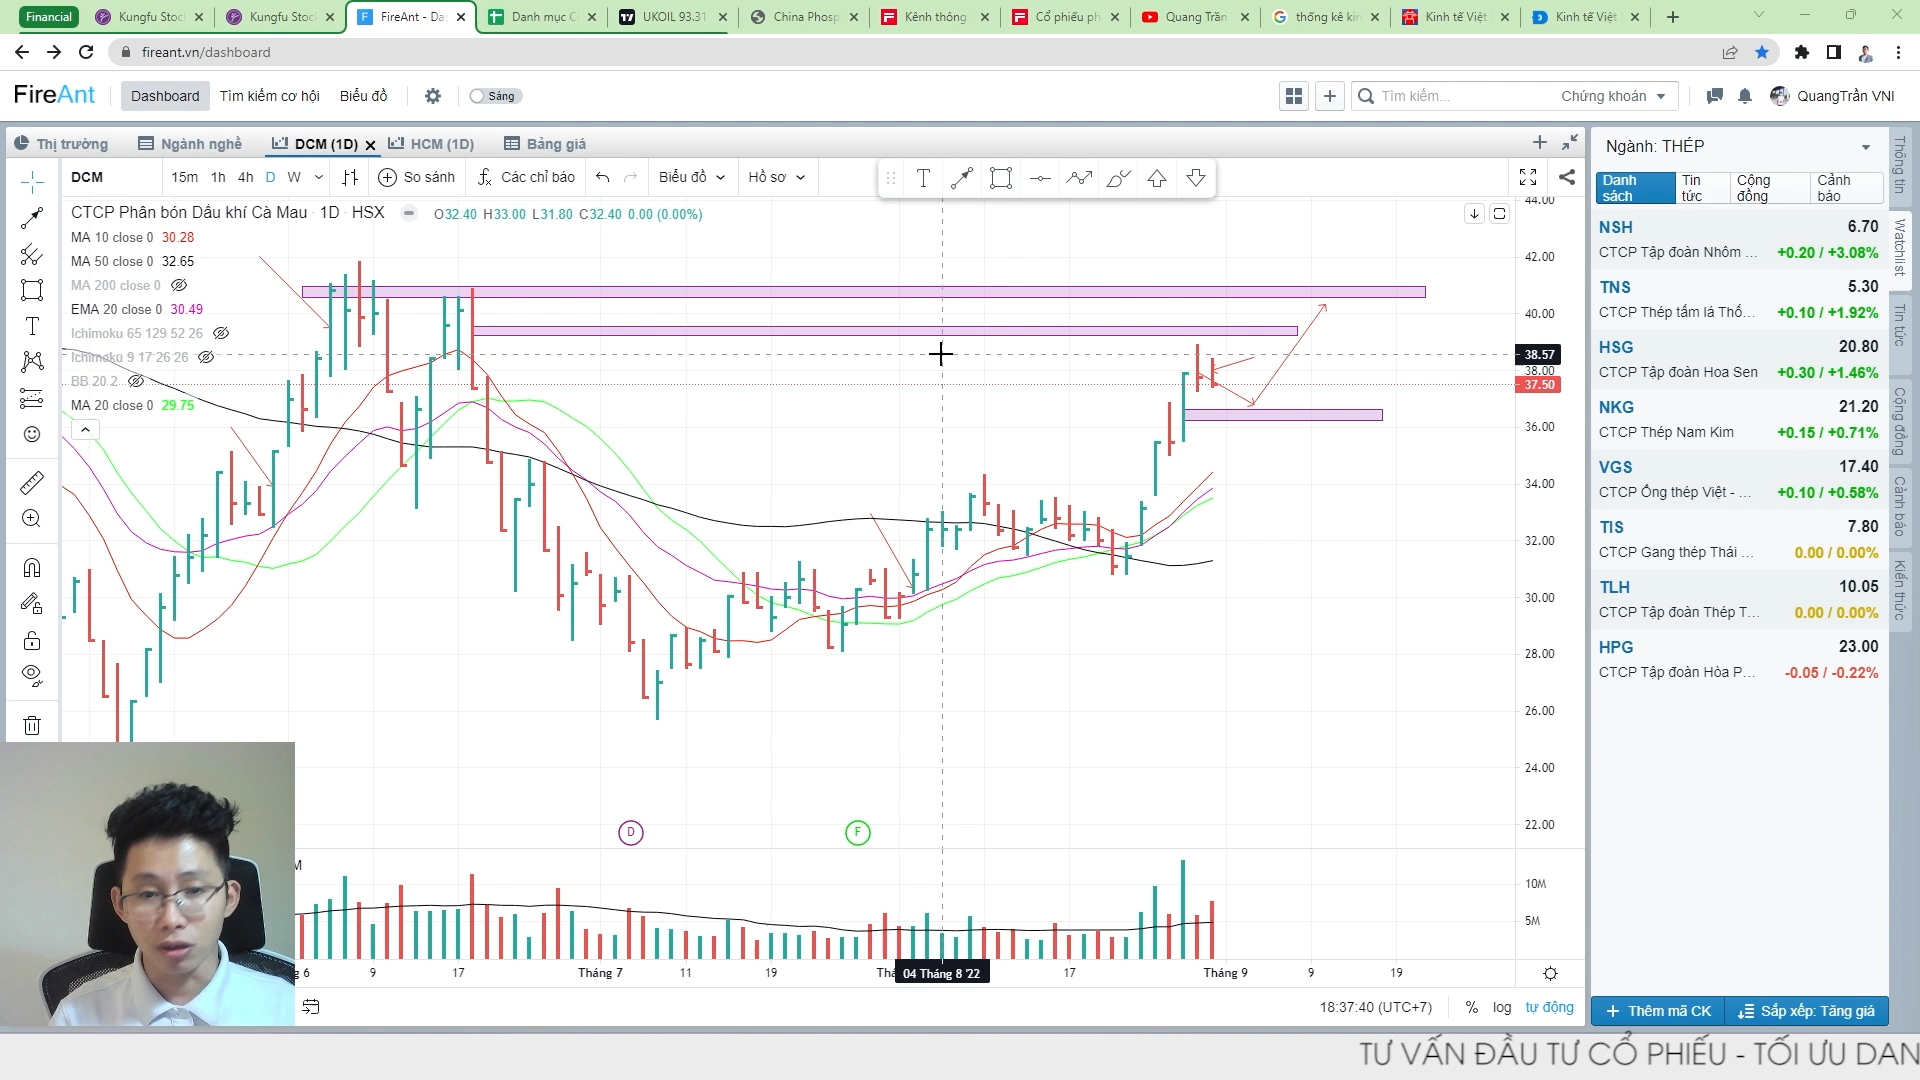 Financial
Kungfu Stoc
Kungfu Stoc
FireAnt - Da
Danh mục C
UKOIL 93.31
China Phosp
Kênh thông
Cổ phiếu ph
Quang Trần
thống kê kin
Kinh tế Việt
Kinh tế Việt
fireant.vn/dashboard
FireAnt
Dashboard
Tìm kiếm cơ hội
Biểu đồ
Sáng
Tìm kiếm...
Chứng khoán
QuangTrần VNI
Thị trường
Ngành nghề
DCM (1D)
HCM (1D)
Bảng giá
DCM
15m 1h 4h D W
So sánh
Các chỉ báo
Biểu đồ
Hồ sơ
T
CTCP Phân bón Dầu khí Cà Mau · 1D · HSX
O32.40 H33.00 L31.80 C32.40 0.00 (0.00%)
MA 10 close 0 30.28
MA 50 close 0 32.65
MA 200 close 0
EMA 20 close 0 30.49
Ichimoku 65 129 52 26
Ichimoku 9 17 26 26
BB 20 2
MA 20 close 0 29.75
44.00
42.00
40.00
38.57
38.00
37.50
36.00
34.00
32.00
30.00
28.00
26.00
24.00
22.00
D
F
M
10M
5M
g 6
9
17
Tháng 7
11
19
Thá
04 Tháng 8 '22
17
Tháng 9
9
19
18:37:40 (UTC+7)
%
log
tự động
Ngành: THÉP
Danh sách
Tin tức
Cộng đồng
Cảnh báo
NSH 6.70
CTCP Tập đoàn Nhôm ... +0.20 / +3.08%
TNS 5.30
CTCP Thép tấm lá Thố... +0.10 / +1.92%
HSG 20.80
CTCP Tập đoàn Hoa Sen +0.30 / +1.46%
NKG 21.20
CTCP Thép Nam Kim +0.15 / +0.71%
VGS 17.40
CTCP Ống thép Việt - ... +0.10 / +0.58%
TIS 7.80
CTCP Gang thép Thái ... 0.00 / 0.00%
TLH 10.05
CTCP Tập đoàn Thép T... 0.00 / 0.00%
HPG 23.00
CTCP Tập đoàn Hòa P... -0.05 / -0.22%
Thêm mã CK
Sắp xếp: Tăng giá
Thông tin
Watchlist
Tin tức
Cộng đồng
Cảnh báo
Kiến thức
TƯ VẤN ĐẦU TƯ CỔ PHIẾU - TỐI ƯU DAN